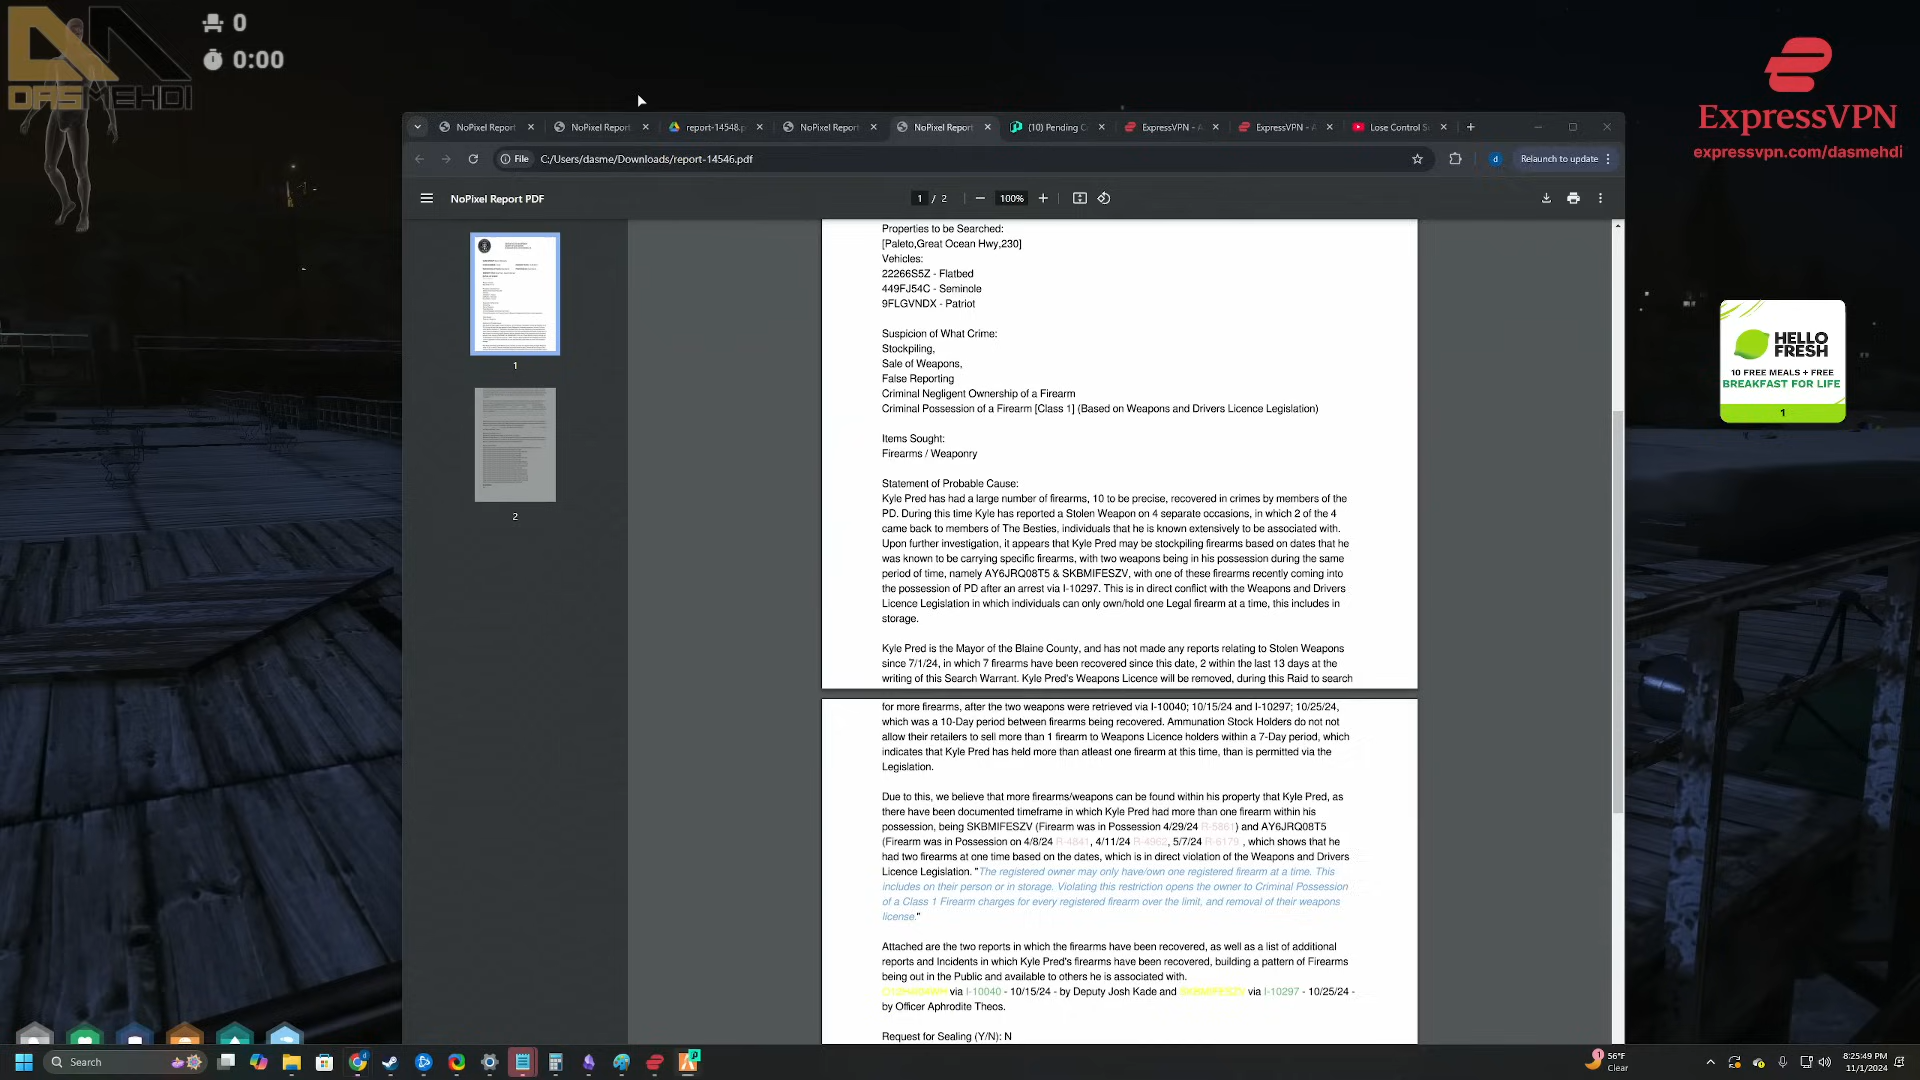 DASMEHDI
0
0:00
ExpressVPN
expressvpn.com/dasmehdi
NoPixel Report
NoPixel Report
report-14548.p
NoPixel Report
NoPixel Report
(10) Pending C
ExpressVPN - A
ExpressVPN - A
Lose Control S
C:/Users/dasme/Downloads/report-14546.pdf
File
d
Relaunch to update
NoPixel Report PDF
1 / 2
100%
1
2
Properties to be Searched:
[Paleto,Great Ocean Hwy,230]
Vehicles:
22266S5Z - Flatbed
449FJ54C - Seminole
9FLGVNDX - Patriot
Suspicion of What Crime:
Stockpiling,
Sale of Weapons,
False Reporting
Criminal Negligent Ownership of a Firearm
Criminal Possession of a Firearm [Class 1] (Based on Weapons and Drivers Licence Legislation)
Items Sought:
Firearms / Weaponry
Statement of Probable Cause:
Kyle Pred has had a large number of firearms, 10 to be precise, recovered in crimes by members of the
PD. During this time Kyle has reported a Stolen Weapon on 4 separate occasions, in which 2 of the 4
came back to members of The Besties, individuals that he is known extensively to be associated with.
Upon further investigation, it appears that Kyle Pred may be stockpiling firearms based on dates that he
was known to be carrying specific firearms, with two weapons being in his possession during the same
period of time, namely AY6JRQ08T5 & SKBMIFESZV, with one of these firearms recently coming into
the possession of PD after an arrest via I-10297. This is in direct conflict with the Weapons and Drivers
Licence Legislation in which individuals can only own/hold one Legal firearm at a time, this includes in
storage.
Kyle Pred is the Mayor of the Blaine County, and has not made any reports relating to Stolen Weapons
since 7/1/24, in which 7 firearms have been recovered since this date, 2 within the last 13 days at the
writing of this Search Warrant. Kyle Pred's Weapons Licence will be removed, during this Raid to search
for more firearms, after the two weapons were retrieved via I-10040; 10/15/24 and I-10297; 10/25/24,
which was a 10-Day period between firearms being recovered. Ammunation Stock Holders do not not
allow their retailers to sell more than 1 firearm to Weapons Licence holders within a 7-Day period, which
indicates that Kyle Pred has held more than atleast one firearm at this time, than is permitted via the
Legislation.
Due to this, we believe that more firearms/weapons can be found within his property that Kyle Pred, as
there have been documented timeframe in which Kyle Pred had more than one firearm within his
possession, being SKBMIFESZV (Firearm was in Possession 4/29/24 R-5861) and AY6JRQ08T5
(Firearm was in Possession on 4/8/24 R-4841, 4/11/24 R-4962, 5/7/24 R-6179 , which shows that he
had two firearms at one time based on the dates, which is in direct violation of the Weapons and Drivers
Licence Legislation. "The registered owner may only have/own one registered firearm at a time. This
includes on their person or in storage. Violating this restriction opens the owner to Criminal Possession
of a Class 1 Firearm charges for every registered firearm over the limit, and removal of their weapons
license."
Attached are the two reports in which the firearms have been recovered, as well as a list of additional
reports and Incidents in which Kyle Pred's firearms have been recovered, building a pattern of Firearms
being out in the Public and available to others he is associated with.
via I-10040 - 10/15/24 - by Deputy Josh Kade and SKBMIFESZV via I-10297 - 10/25/24 -
by Officer Aphrodite Theos.
Request for Sealing (Y/N): N
HELLO
FRESH
10 FREE MEALS + FREE
BREAKFAST FOR LIFE
1
Search
1
56°F
Clear
8:25:49 PM
11/1/2024